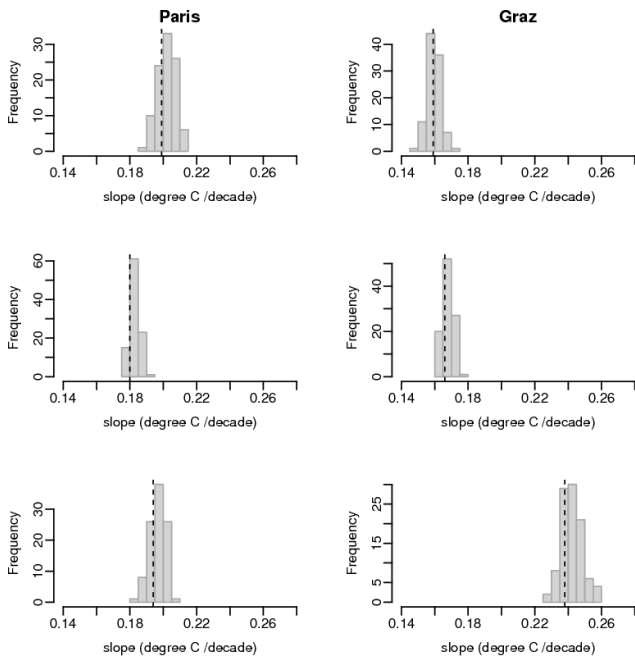 Paris
Graz
Frequency
0 10 20 30
0.14 0.18 0.22 0.26
slope (degree C /decade)
Frequency
0 10 20 30 40
0.14 0.18 0.22 0.26
slope (degree C /decade)
Frequency
0 20 40 60
0.14 0.18 0.22 0.26
slope (degree C /decade)
Frequency
0 20 40
0.14 0.18 0.22 0.26
slope (degree C /decade)
Frequency
0 10 20 30
0.14 0.18 0.22 0.26
slope (degree C /decade)
Frequency
0 5 15 25
0.14 0.18 0.22 0.26
slope (degree C /decade)